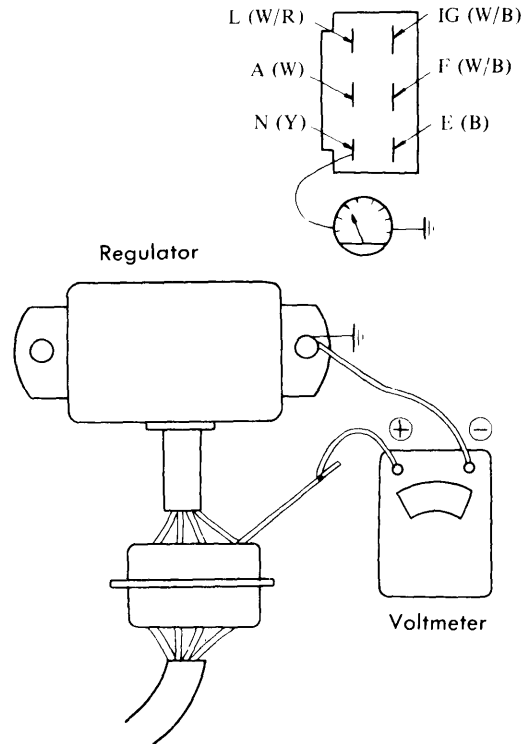 L (W/R) IG (W/B)
A (W) F (W/B)
N (Y) E (B)
Regulator
+ −
Voltmeter